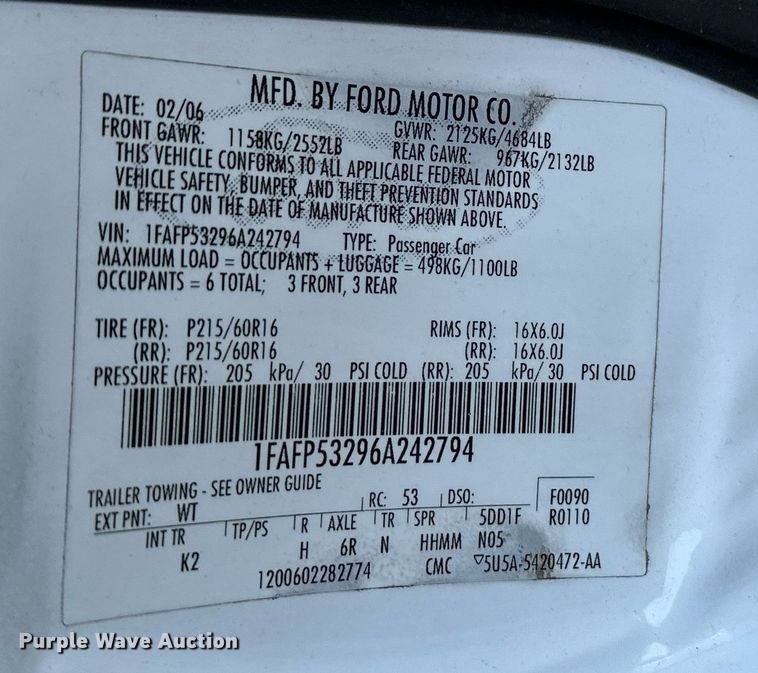 MFD. BY FORD MOTOR CO.
DATE: 02/06 GVWR: 2125KG/4684LB
FRONT GAWR: 1158KG/2552LB REAR GAWR: 967KG/2132LB
THIS VEHICLE CONFORMS TO ALL APPLICABLE FEDERAL MOTOR
VEHICLE SAFETY, BUMPER, AND THEFT PREVENTION STANDARDS
IN EFFECT ON THE DATE OF MANUFACTURE SHOWN ABOVE.
VIN: 1FAFP53296A242794 TYPE: Passenger Car
MAXIMUM LOAD = OCCUPANTS + LUGGAGE = 498KG/1100LB
OCCUPANTS = 6 TOTAL; 3 FRONT, 3 REAR
TIRE (FR): P215/60R16 RIMS (FR): 16X6.0J
(RR): P215/60R16 (RR): 16X6.0J
PRESSURE (FR): 205 kPa/ 30 PSI COLD (RR): 205 kPa/ 30 PSI COLD
1FAFP53296A242794
TRAILER TOWING - SEE OWNER GUIDE
EXT PNT: WT RC: 53 DSO: F0090
INT TR TP/PS R AXLE TR SPR 5DD1F R0110
K2 H 6R N HHMM N05
1200602282774 CMC ▽5U5A-5420472-AA
Purple Wave Auction